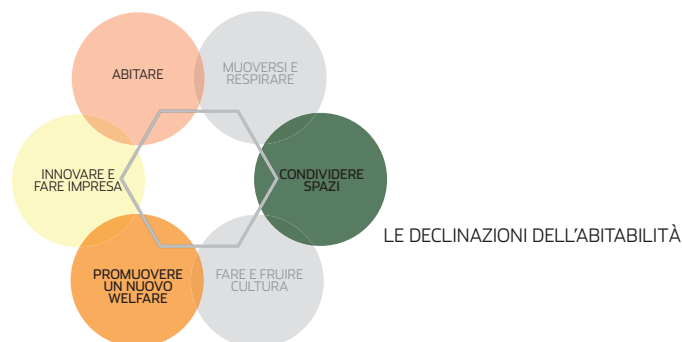 ABITARE
MUOVERSI E
RESPIRARE
INNOVARE E
FARE IMPRESA
CONDIVIDERE
SPAZI
LE DECLINAZIONI DELL'ABITABILITÀ
PROMUOVERE
UN NUOVO
WELFARE
FARE E FRUIRE
CULTURA